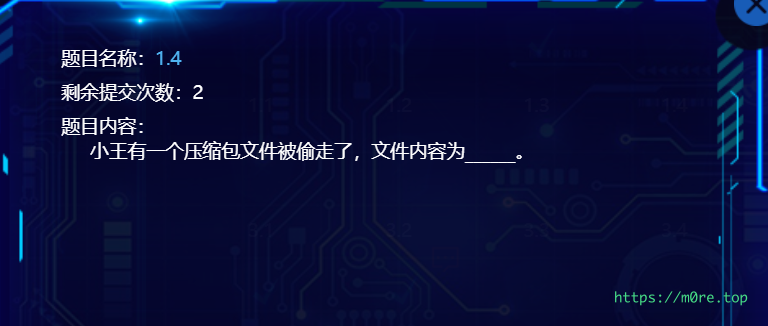 题目名称：1.4
剩余提交次数：2
题目内容：
小王有一个压缩包文件被偷走了，文件内容为_____。
https://m0re.top